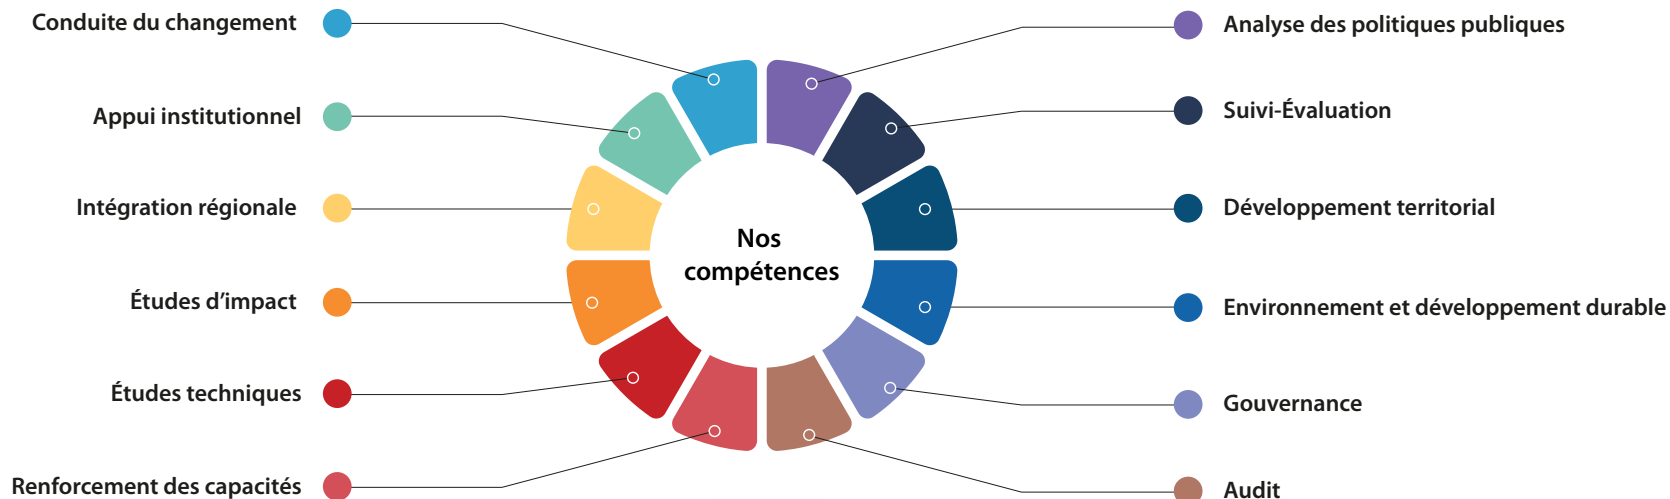 Conduite du changement
Appui institutionnel
Intégration régionale
Études d’impact
Études techniques
Renforcement des capacités
Nos
compétences
Analyse des politiques publiques
Suivi-Évaluation
Développement territorial
Environnement et développement durable
Gouvernance
Audit